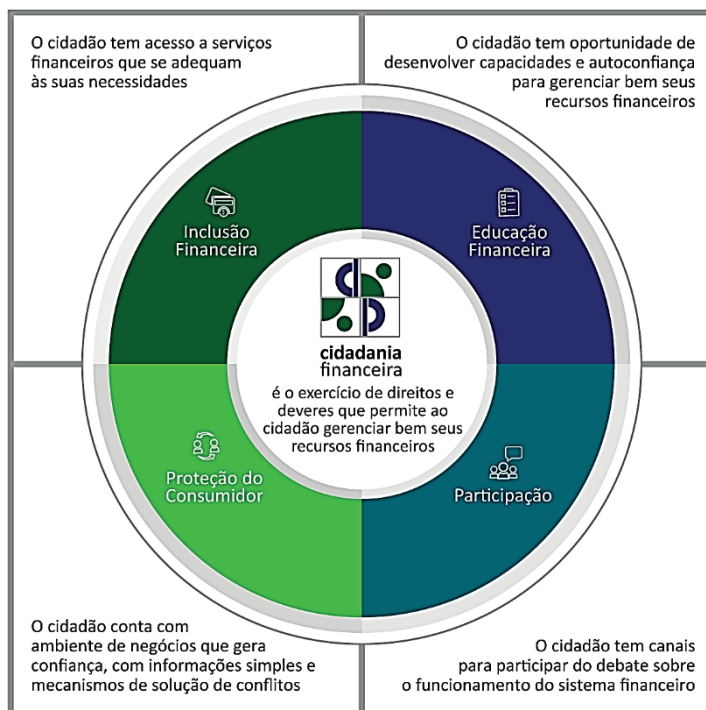 O cidadão tem acesso a serviços
financeiros que se adequam
às suas necessidades
O cidadão tem oportunidade de
desenvolver capacidades e autoconfiança
para gerenciar bem seus
recursos financeiros
Inclusão
Financeira
Educação
Financeira
cidadania
financeira
é o exercício de direitos e
deveres que permite ao
cidadão gerenciar bem seus
recursos financeiros
Proteção do
Consumidor
Participação
O cidadão conta com
ambiente de negócios que gera
confiança, com informações simples e
mecanismos de solução de conflitos
O cidadão tem canais
para participar do debate sobre
o funcionamento do sistema financeiro